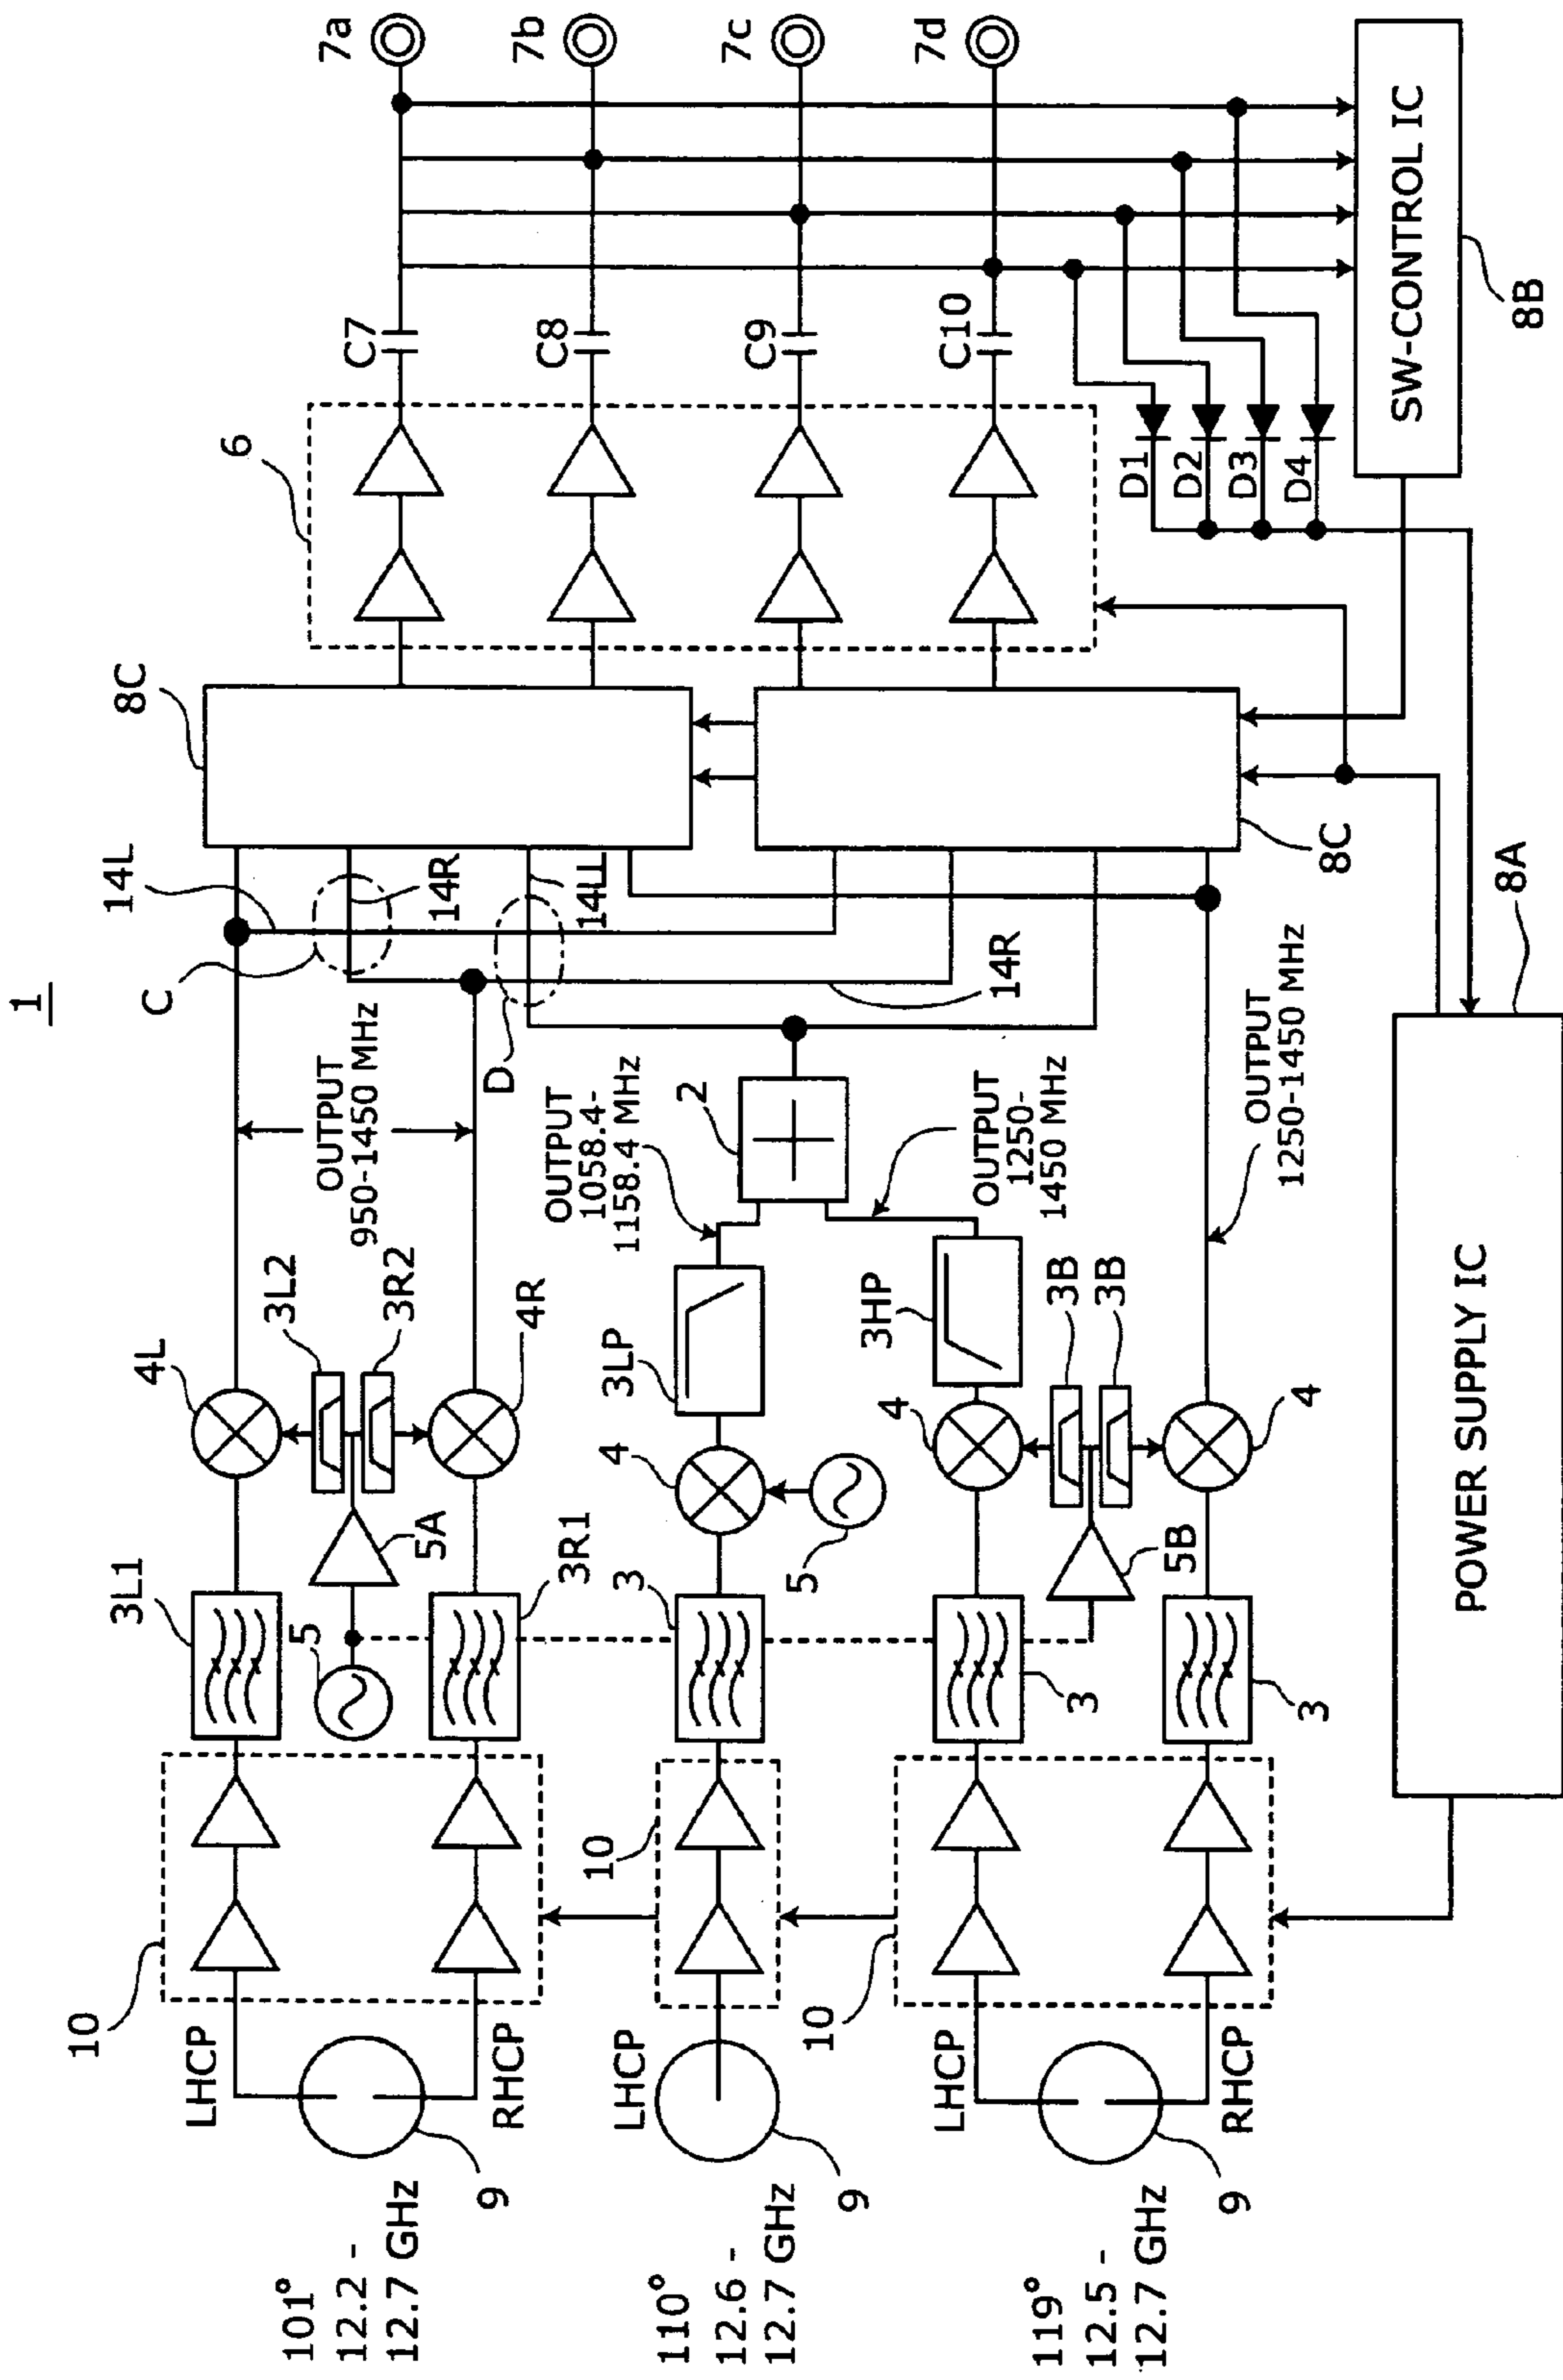 1
101°
12.2 -
12.7 GHz
9
LHCP
RHCP
10
3L1
5
3R1
5A
4L
3L2
3R2
4R
OUTPUT
950-1450 MHz
C
14L
14R
8C
6
C7
7a
C8
7b
C9
7c
C10
7d
110°
12.6 -
12.7 GHz
9
LHCP
10
3
4
5
3LP
OUTPUT
1058.4-
1158.4 MHz
2
D
14R
119°
12.5 -
12.7 GHz
9
LHCP
RHCP
10
3
3
5B
4
3B
3B
4
3HP
OUTPUT
1250-
1450 MHz
OUTPUT
1250-1450 MHz
8C
D1
D2
D3
D4
POWER SUPPLY IC
8A
SW-CONTROL IC
8B